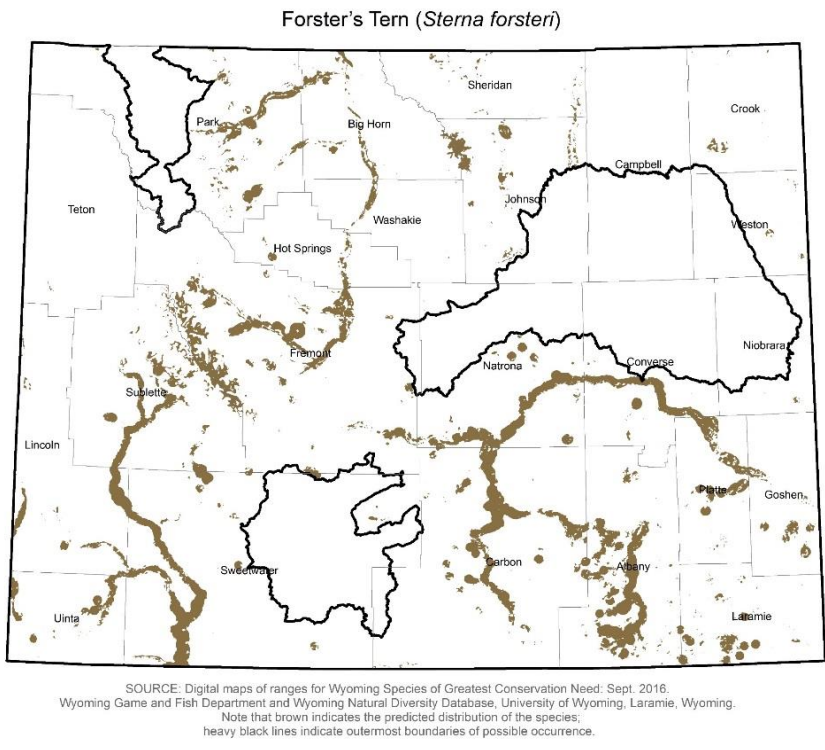 Forster's Tern (Sterna forsteri)
Sheridan
Crook
Park
Big Horn
Campbell
Teton
Johnson
Washakie
Weston
Hot Springs
Fremont
Natrona
Converse
Niobrara
Sublette
Lincoln
Platte
Goshen
Sweetwater
Carbon
Albany
Uinta
Laramie
SOURCE: Digital maps of ranges for Wyoming Species of Greatest Conservation Need: Sept. 2016.
Wyoming Game and Fish Department and Wyoming Natural Diversity Database, University of Wyoming, Laramie, Wyoming.
Note that brown indicates the predicted distribution of the species;
heavy black lines indicate outermost boundaries of possible occurrence.